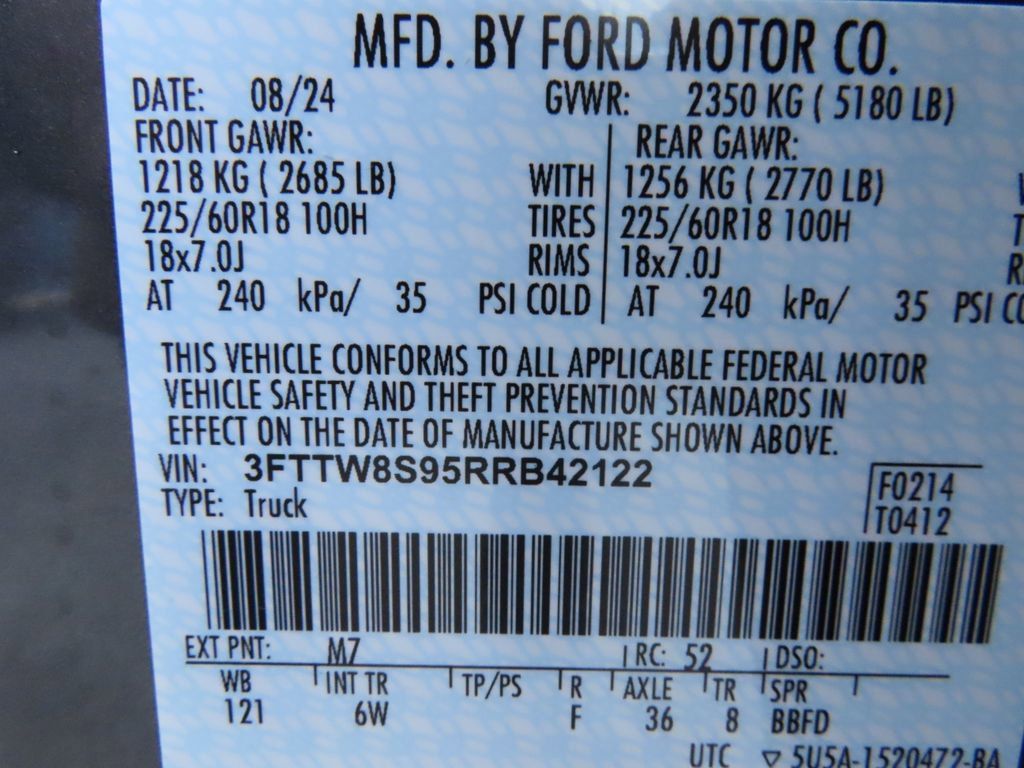 MFD. BY FORD MOTOR CO.
DATE: 08/24 GVWR: 2350 KG ( 5180 LB)
FRONT GAWR: REAR GAWR:
1218 KG ( 2685 LB) WITH 1256 KG ( 2770 LB)
225/60R18 100H TIRES 225/60R18 100H
18x7.0J RIMS 18x7.0J
AT 240 kPa/ 35 PSI COLD AT 240 kPa/ 35 PSI
THIS VEHICLE CONFORMS TO ALL APPLICABLE FEDERAL MOTOR
VEHICLE SAFETY AND THEFT PREVENTION STANDARDS IN
EFFECT ON THE DATE OF MANUFACTURE SHOWN ABOVE.
VIN: 3FTTW8S95RRB42122
F0214
TYPE: Truck
T0412
EXT PNT: M7 RC: 52 DSO:
WB INT TR TP/PS R AXLE TR SPR
121 6W F 36 8 BBFD
UTC ▽ 5U5A-1520472-BA